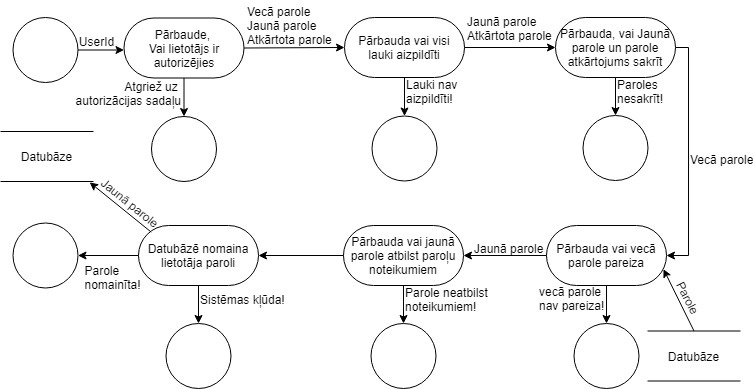 UserId
Pārbaude,
Vai lietotājs ir
autorizējies
Vecā parole
Jaunā parole
Atkārtota parole
Pārbauda vai visi
lauki aizpildīti
Jaunā parole
Atkārtota parole
Pārbauda, vai Jaunā
parole un parole
atkārtojums sakrīt
Atgriež uz
autorizācijas sadaļu
Lauki nav
aizpildīti!
Paroles
nesakrīt!
Vecā parole
Datubāze
Jaunā parole
Datubāzē nomaina
lietotāja paroli
Pārbauda vai jaunā
parole atbilst paroļu
noteikumiem
Jaunā parole
Pārbauda vai vecā
parole pareiza
Parole
nomainīta!
Sistēmas kļūda!
Parole neatbilst
noteikumiem!
vecā parole
nav pareiza!
Parole
Datubāze